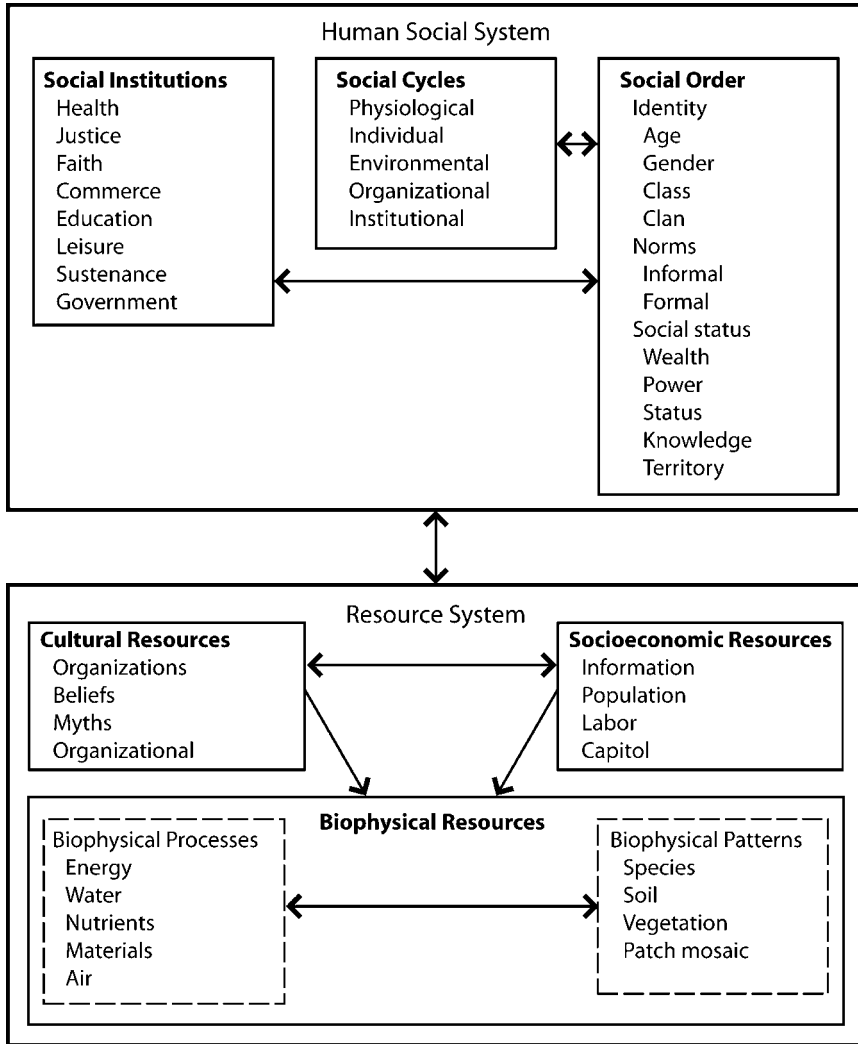 Human Social System
Social Institutions
Health
Justice
Faith
Commerce
Education
Leisure
Sustenance
Government
Social Cycles
Physiological
Individual
Environmental
Organizational
Institutional
Social Order
Identity
Age
Gender
Class
Clan
Norms
Informal
Formal
Social status
Wealth
Power
Status
Knowledge
Territory
Resource System
Cultural Resources
Organizations
Beliefs
Myths
Organizational
Socioeconomic Resources
Information
Population
Labor
Capitol
Biophysical Resources
Biophysical Processes
Energy
Water
Nutrients
Materials
Air
Biophysical Patterns
Species
Soil
Vegetation
Patch mosaic